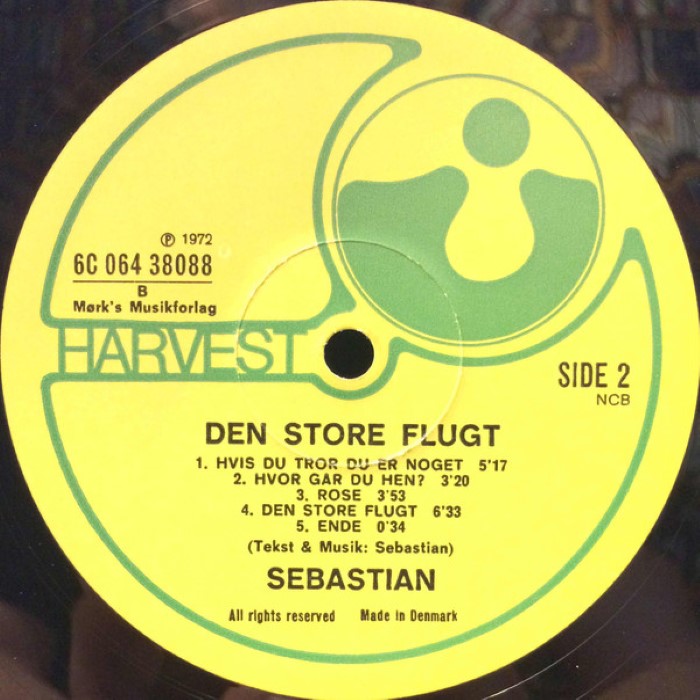 ℗ 1972
6C 064 38088
B
Mørk's Musikforlag
HARVEST
SIDE 2
NCB
DEN STORE FLUGT
1. HVIS DU TROR DU ER NOGET 5'17
2. HVOR GAR DU HEN? 3'20
3. ROSE 3'53
4. DEN STORE FLUGT 6'33
5. ENDE 0'34
(Tekst & Musik: Sebastian)
SEBASTIAN
All rights reserved Made in Denmark